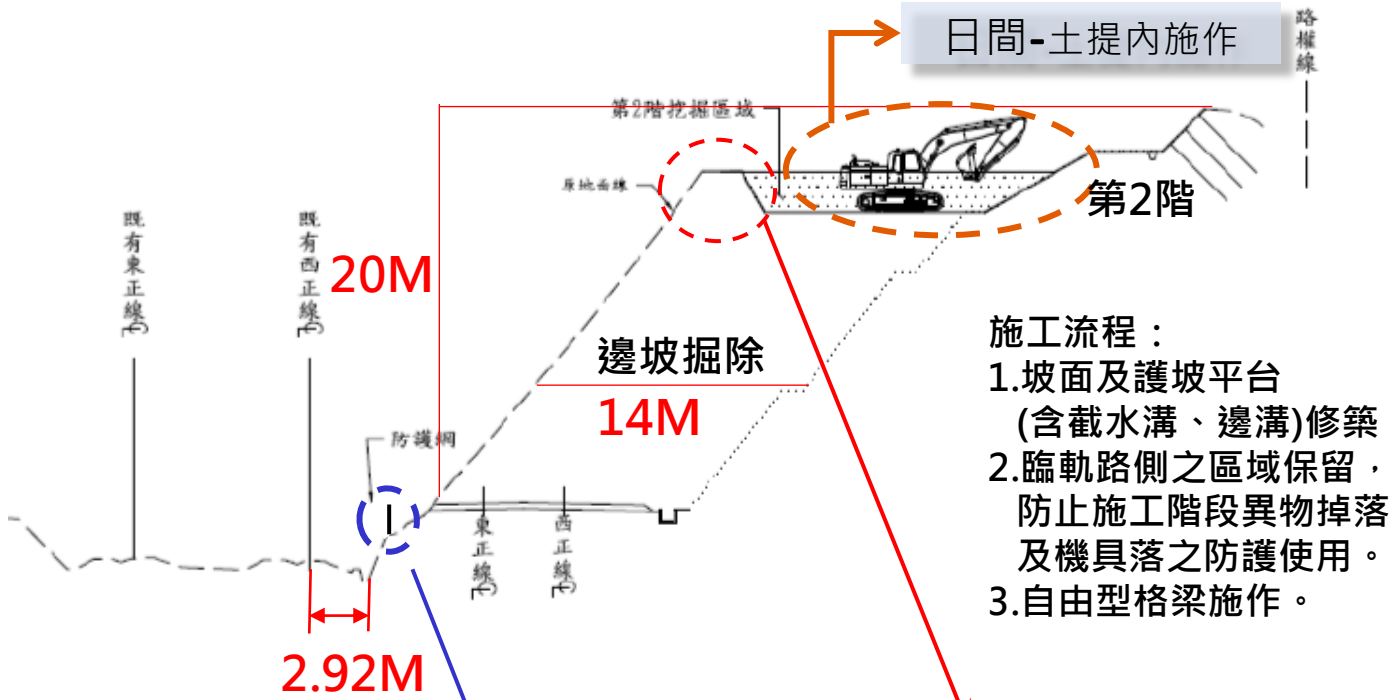 日間-土提內施作
路權線
第2階挖掘區域
原地面線
第2階
既有東正線
既有西正線
20M
邊坡掘除
14M
防護網
東正線
西正線
2.92M
施工流程：
1.坡面及護坡平台
(含截水溝、邊溝)修築
2.臨軌路側之區域保留，
防止施工階段異物掉落
及機具落之防護使用。
3.自由型格梁施作。